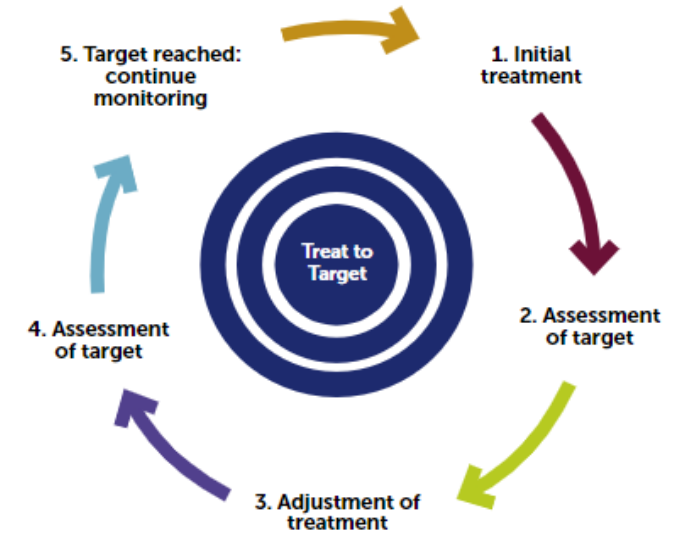 1. Initial
treatment
2. Assessment
of target
3. Adjustment of
treatment
4. Assessment
of target
5. Target reached:
continue
monitoring
Treat to
Target